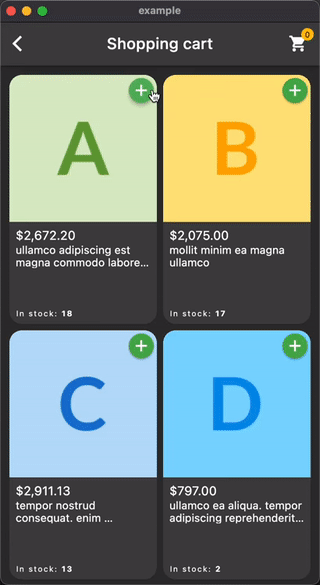 example
Shopping cart
0
A
B
$2,672.20
ullamco adipiscing est
magna commodo labore...
In stock: 18
$2,075.00
mollit minim ea magna
ullamco
In stock: 17
C
D
$2,911.13
tempor nostrud
consequat. enim ...
In stock: 13
$797.00
ullamco ea aliqua. tempor
adipiscing reprehenderit...
In stock: 2